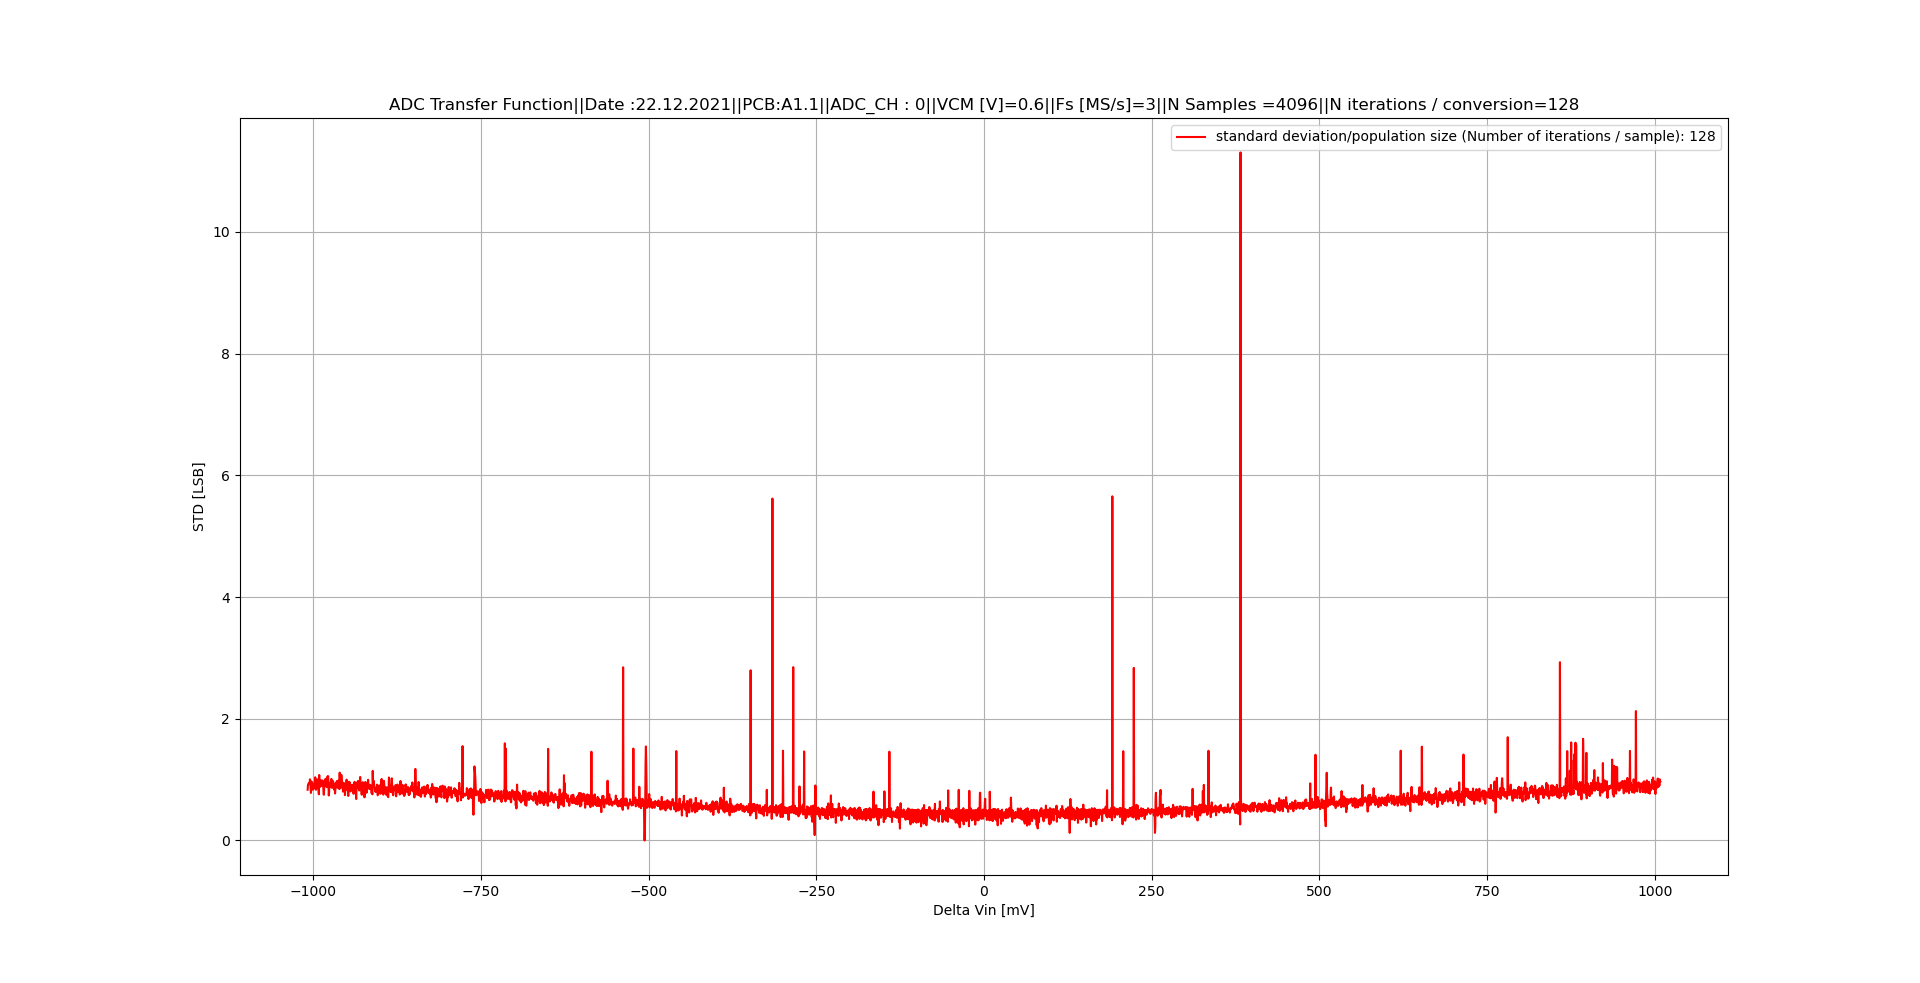 ADC Transfer Function||Date :22.12.2021||PCB:A1.1||ADC_CH : 0||VCM [V]=0.6||Fs [MS/s]=3||N Samples =4096||N iterations / conversion=128
standard deviation/population size (Number of iterations / sample): 128
STD [LSB]
10
8
6
4
2
0
−1000 −750 −500 −250 0 250 500 750 1000
Delta Vin [mV]